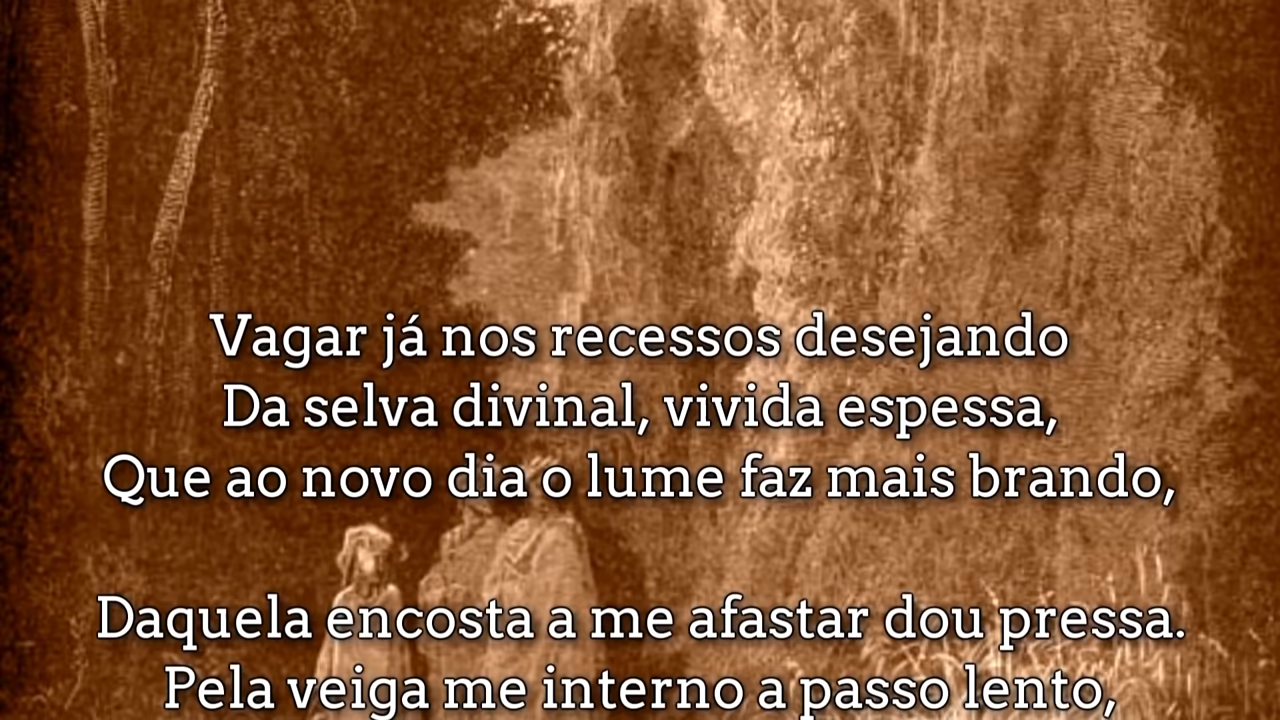 Vagar já nos recessos desejando
Da selva divinal, vivida espessa,
Que ao novo dia o lume faz mais brando,
Daquela encosta a me afastar dou pressa.
Pela veiga me interno a passo lento,